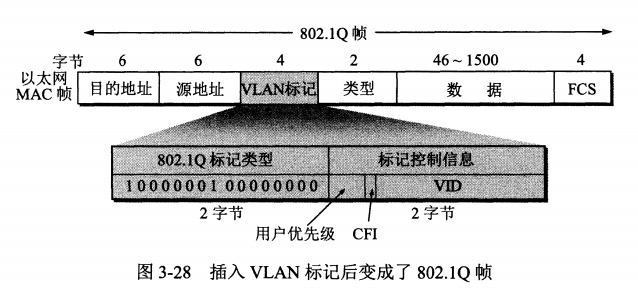 802.1Q 帧
字节 6 6 4 2 46~1500 4
以太网
MAC 帧
目的地址 源地址 VLAN标记 类型 数 据 FCS
802.1Q 标记类型 标记控制信息
1 0 0 0 0 0 0 1 0 0 0 0 0 0 0 0 VID
2 字节 2 字节
用户优先级 CFI
图 3-28 插入 VLAN 标记后变成了 802.1Q 帧